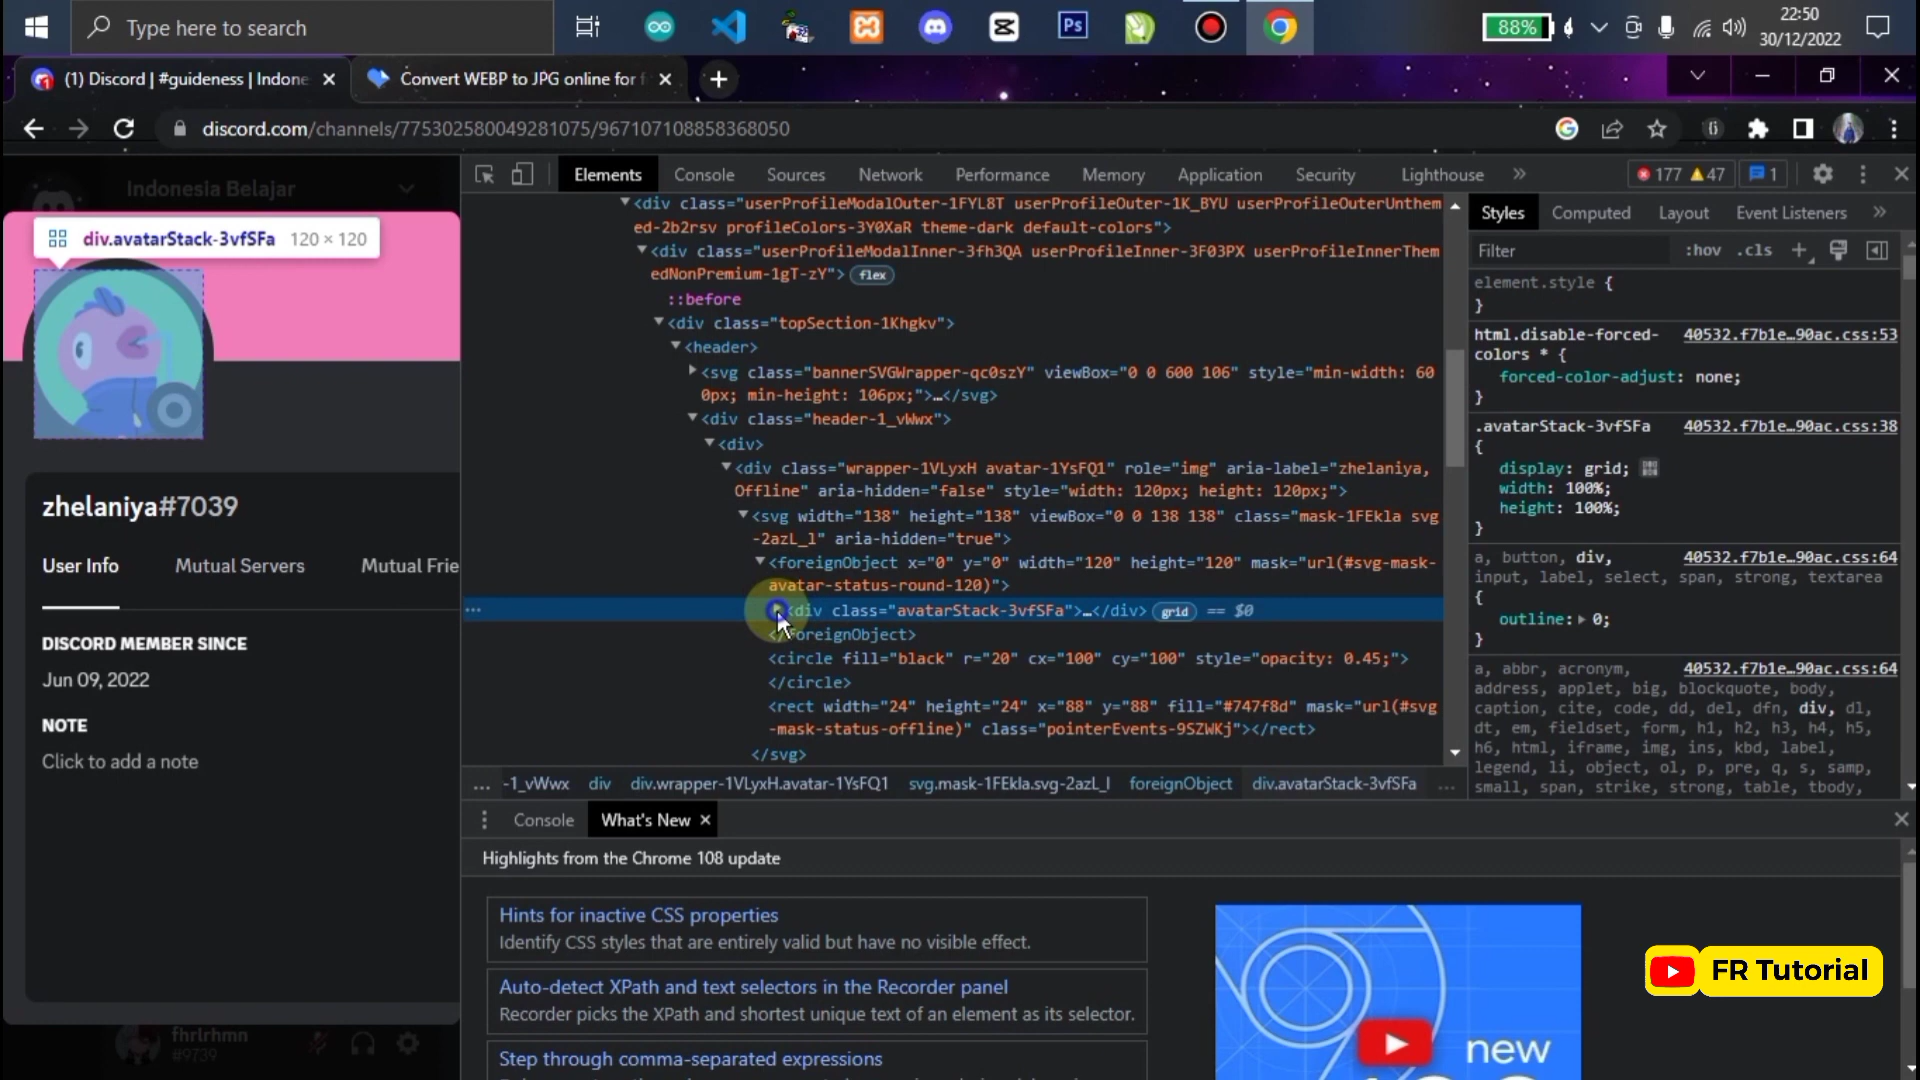 Type here to search
Ps
88%
22:50
30/12/2022
(1) Discord | #guideness | Indone
Convert WEBP to JPG online for f
discord.com/channels/775302580049281075/967107108858368050
Indonesia Belajar
div.avatarStack-3vfSFa 120 × 120
zhelaniya#7039
User Info Mutual Servers Mutual Frie
DISCORD MEMBER SINCE
Jun 09, 2022
NOTE
Click to add a note
fhrlrhmn
#9739
Elements Console Sources Network Performance Memory Application Security Lighthouse » 177 47 1
<div class="userProfileModalOuter-1FYL8T userProfileOuter-1K_BYU userProfileOuterUnthem
ed-2b2rsv profileColors-3Y0XaR theme-dark default-colors">
<div class="userProfileModalInner-3fh3QA userProfileInner-3F03PX userProfileInnerThem
edNonPremium-1gT-zY"> flex
::before
<div class="topSection-1Khgkv">
<header>
<svg class="bannerSVGWrapper-qc0szY" viewBox="0 0 600 106" style="min-width: 60
0px; min-height: 106px;">…</svg>
<div class="header-1_vWwx">
<div>
<div class="wrapper-1VLyxH avatar-1YsFQ1" role="img" aria-label="zhelaniya,
Offline" aria-hidden="false" style="width: 120px; height: 120px;">
<svg width="138" height="138" viewBox="0 0 138 138" class="mask-1FEkla svg
-2azL_l" aria-hidden="true">
<foreignObject x="0" y="0" width="120" height="120" mask="url(#svg-mask-
avatar-status-round-120)">
… <div class="avatarStack-3vfSFa">…</div> grid == $0
</foreignObject>
<circle fill="black" r="20" cx="100" cy="100" style="opacity: 0.45;">
</circle>
<rect width="24" height="24" x="88" y="88" fill="#747f8d" mask="url(#svg
-mask-status-offline)" class="pointerEvents-9SZWKj"></rect>
</svg>
… -1_vWwx div div.wrapper-1VLyxH.avatar-1YsFQ1 svg.mask-1FEkla.svg-2azL_l foreignObject div.avatarStack-3vfSFa …
Styles Computed Layout Event Listeners »
Filter :hov .cls +
element.style {
}
html.disable-forced- 40532.f7b1e…90ac.css:53
colors * {
forced-color-adjust: none;
}
.avatarStack-3vfSFa 40532.f7b1e…90ac.css:38
{
display: grid;
width: 100%;
height: 100%;
}
a, button, div, 40532.f7b1e…90ac.css:64
input, label, select, span, strong, textarea
{
outline: 0;
}
a, abbr, acronym, 40532.f7b1e…90ac.css:64
address, applet, big, blockquote, body,
caption, cite, code, dd, del, dfn, div, dl,
dt, em, fieldset, form, h1, h2, h3, h4, h5,
h6, html, iframe, img, ins, kbd, label,
legend, li, object, ol, p, pre, q, s, samp,
small, span, strike, strong, table, tbody,
Console What's New
Highlights from the Chrome 108 update
Hints for inactive CSS properties
Identify CSS styles that are entirely valid but have no visible effect.
Auto-detect XPath and text selectors in the Recorder panel
Recorder picks the XPath and shortest unique text of an element as its selector.
Step through comma-separated expressions
new
FR Tutorial